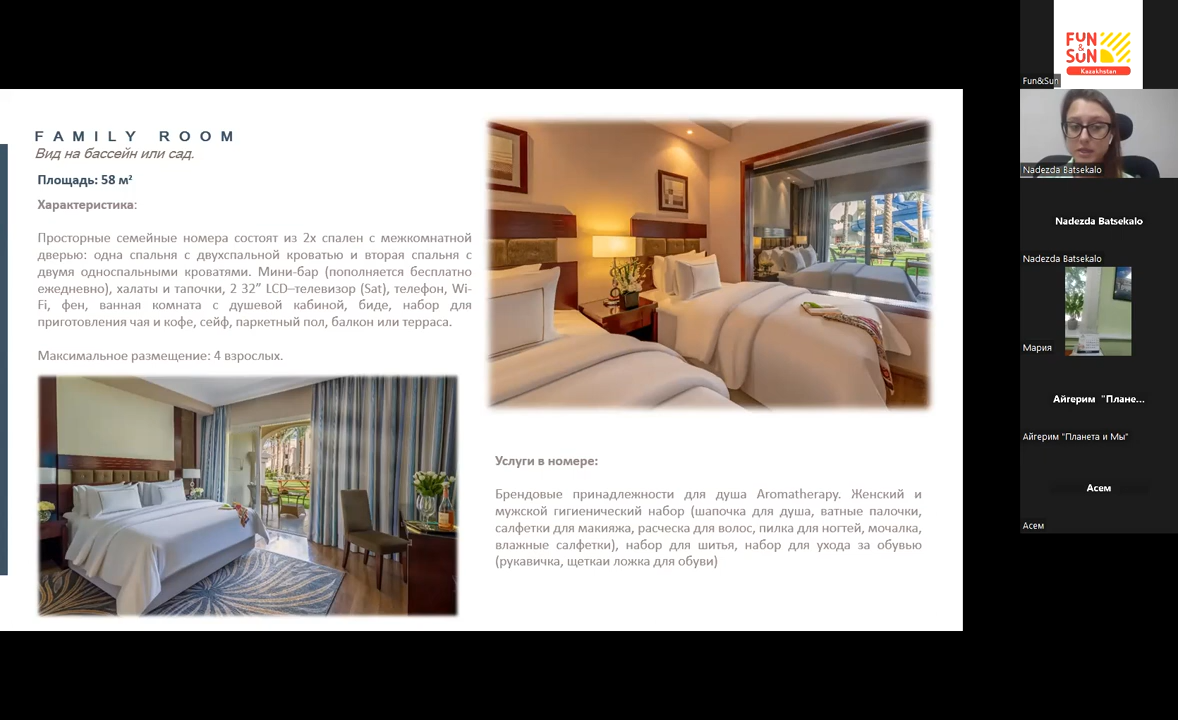 FAMILY ROOM
Вид на бассейн или сад.
Площадь: 58 м²
Характеристика:
Просторные семейные номера состоят из 2х спален с межкомнатной
дверью: одна спальня с двухспальной кроватью и вторая спальня с
двумя односпальными кроватями. Мини-бар (пополняется бесплатно
ежедневно), халаты и тапочки, 2 32” LCD–телевизор (Sat), телефон, Wi-
Fi, фен, ванная комната с душевой кабиной, биде, набор для
приготовления чая и кофе, сейф, паркетный пол, балкон или терраса.
Максимальное размещение: 4 взрослых.
Услуги в номере:
Брендовые принадлежности для душа Aromatherapy. Женский и
мужской гигиенический набор (шапочка для душа, ватные палочки,
салфетки для макияжа, расческа для волос, пилка для ногтей, мочалка,
влажные салфетки), набор для шитья, набор для ухода за обувью
(рукавичка, щеткаи ложка для обуви)
FUN
&
SUN
Kazakhstan
Fun&Sun
Nadezda Batsekalo
Nadezda Batsekalo
Nadezda Batsekalo
Мария
Айгерим "Плане...
Айгерим "Планета и Мы"
Асем
Асем